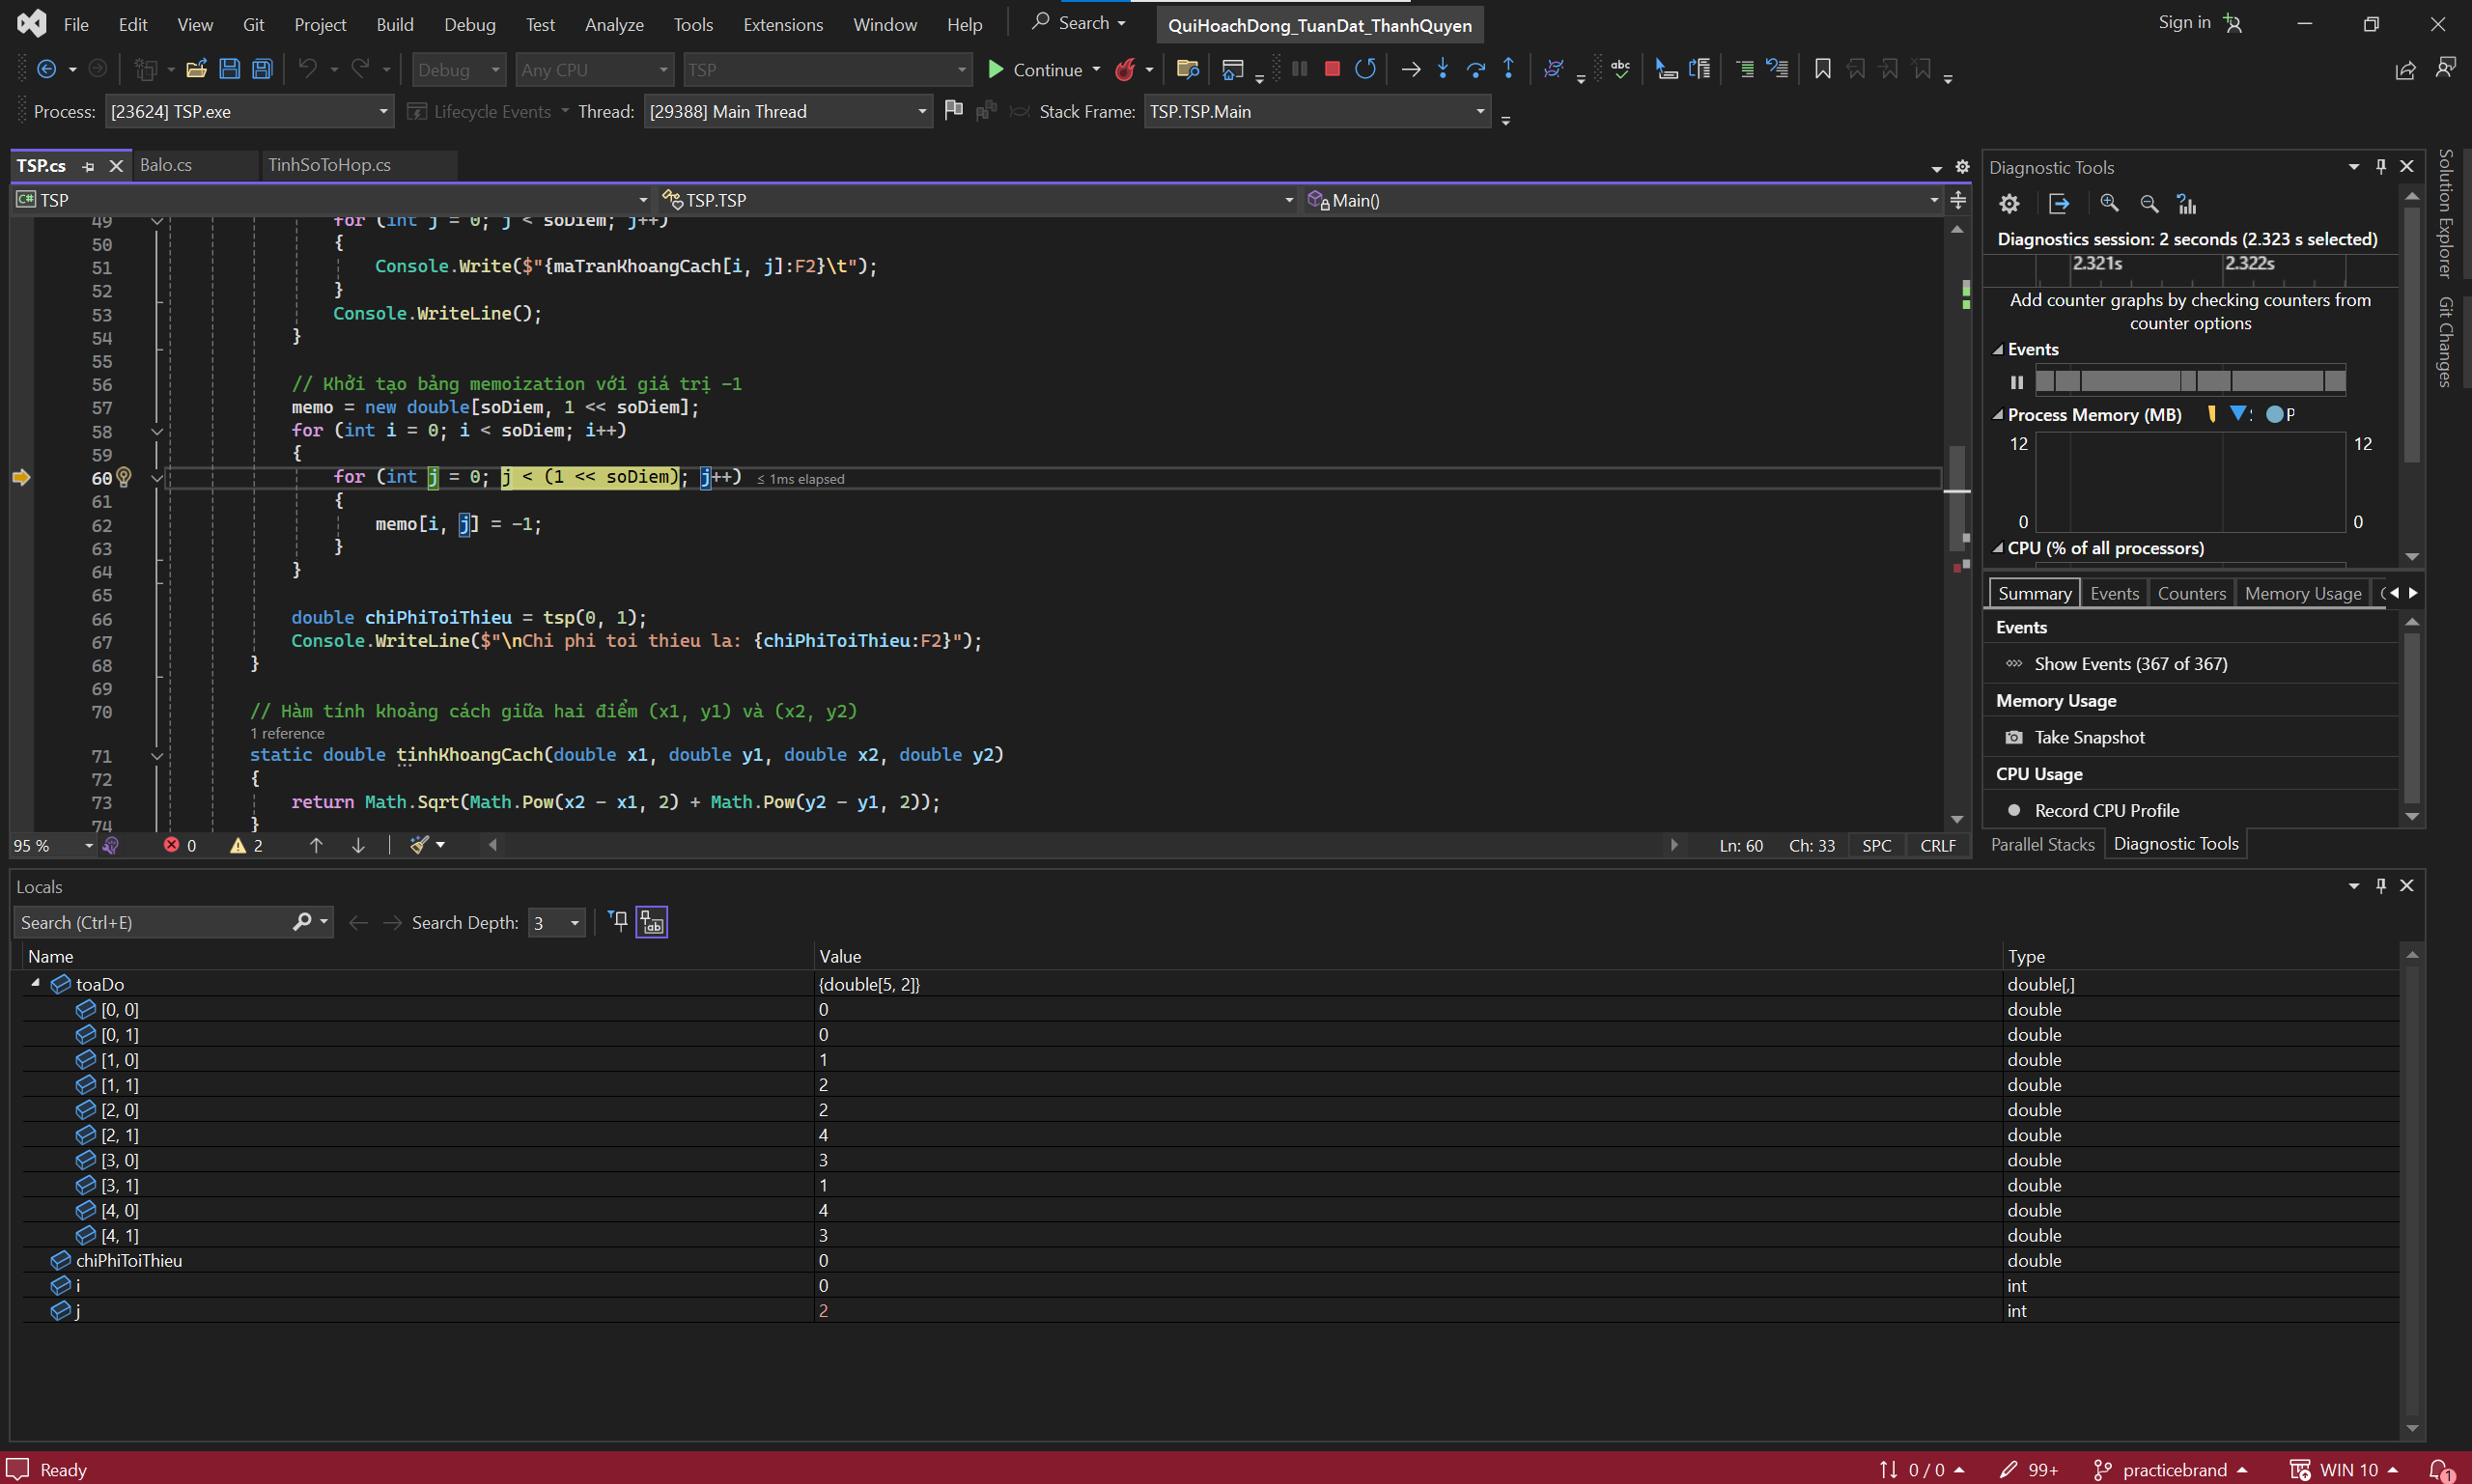 File Edit View Git Project Build Debug Test Analyze Tools Extensions Window Help Search QuiHoachDong_TuanDat_ThanhQuyen Sign in
Debug Any CPU TSP Continue
Process: [23624] TSP.exe Lifecycle Events Thread: [29388] Main Thread Stack Frame: TSP.TSP.Main
TSP.cs Balo.cs TinhSoToHop.cs
C# TSP TSP.TSP Main()
49 for (int j = 0; j < soDiem; j++)
50 {
51 Console.Write($"{maTranKhoangCach[i, j]:F2}\t");
52 }
53 Console.WriteLine();
54 }
55
56 // Khởi tạo bảng memoization với giá trị -1
57 memo = new double[soDiem, 1 << soDiem];
58 for (int i = 0; i < soDiem; i++)
59 {
60 for (int j = 0; j < (1 << soDiem); j++) ≤ 1ms elapsed
61 {
62 memo[i, j] = -1;
63 }
64 }
65
66 double chiPhiToiThieu = tsp(0, 1);
67 Console.WriteLine($"\nChi phi toi thieu la: {chiPhiToiThieu:F2}");
68 }
69
70 // Hàm tính khoảng cách giữa hai điểm (x1, y1) và (x2, y2)
1 reference
71 static double tinhKhoangCach(double x1, double y1, double x2, double y2)
72 {
73 return Math.Sqrt(Math.Pow(x2 - x1, 2) + Math.Pow(y2 - y1, 2));
74 }
95 % 0 2 Ln: 60 Ch: 33 SPC CRLF
Diagnostic Tools
Diagnostics session: 2 seconds (2.323 s selected)
2.321s 2.322s
Add counter graphs by checking counters from
counter options
Events
Process Memory (MB) P
12 12
0 0
CPU (% of all processors)
Summary Events Counters Memory Usage
Events
Show Events (367 of 367)
Memory Usage
Take Snapshot
CPU Usage
Record CPU Profile
Parallel Stacks Diagnostic Tools
Solution Explorer
Git Changes
Locals
Search (Ctrl+E) Search Depth: 3
Name Value Type
toaDo {double[5, 2]} double[,]
[0, 0] 0 double
[0, 1] 0 double
[1, 0] 1 double
[1, 1] 2 double
[2, 0] 2 double
[2, 1] 4 double
[3, 0] 3 double
[3, 1] 1 double
[4, 0] 4 double
[4, 1] 3 double
chiPhiToiThieu 0 double
i 0 int
j 2 int
Ready 0 / 0 99+ practicebrand WIN 10 1